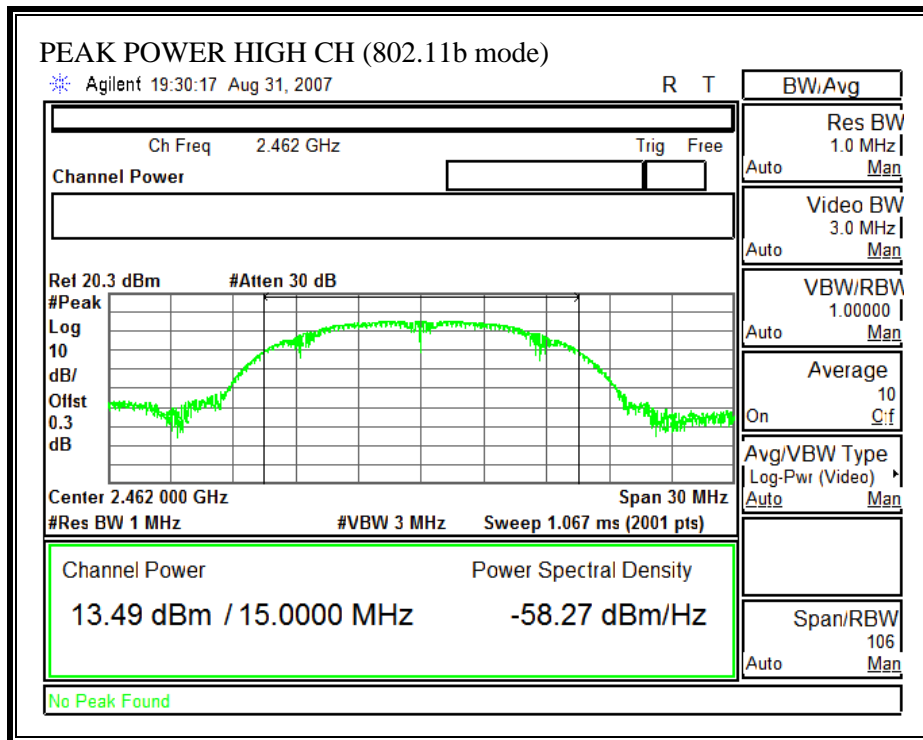 PEAK POWER HIGH CH (802.11b mode)
Agilent 19:30:17 Aug 31, 2007 R T
Ch Freq 2.462 GHz Trig Free
Channel Power
Ref 20.3 dBm #Atten 30 dB
#Peak
Log
10
dB/
Offst
0.3
dB
Center 2.462 000 GHz Span 30 MHz
#Res BW 1 MHz #VBW 3 MHz Sweep 1.067 ms (2001 pts)
Channel Power Power Spectral Density
13.49 dBm / 15.0000 MHz -58.27 dBm/Hz
No Peak Found
BW/Avg
Res BW
1.0 MHz
Auto Man
Video BW
3.0 MHz
Auto Man
VBW/RBW
1.00000
Auto Man
Average
10
On Off
Avg/VBW Type
Log-Pwr (Video)
Auto Man
Span/RBW
106
Auto Man